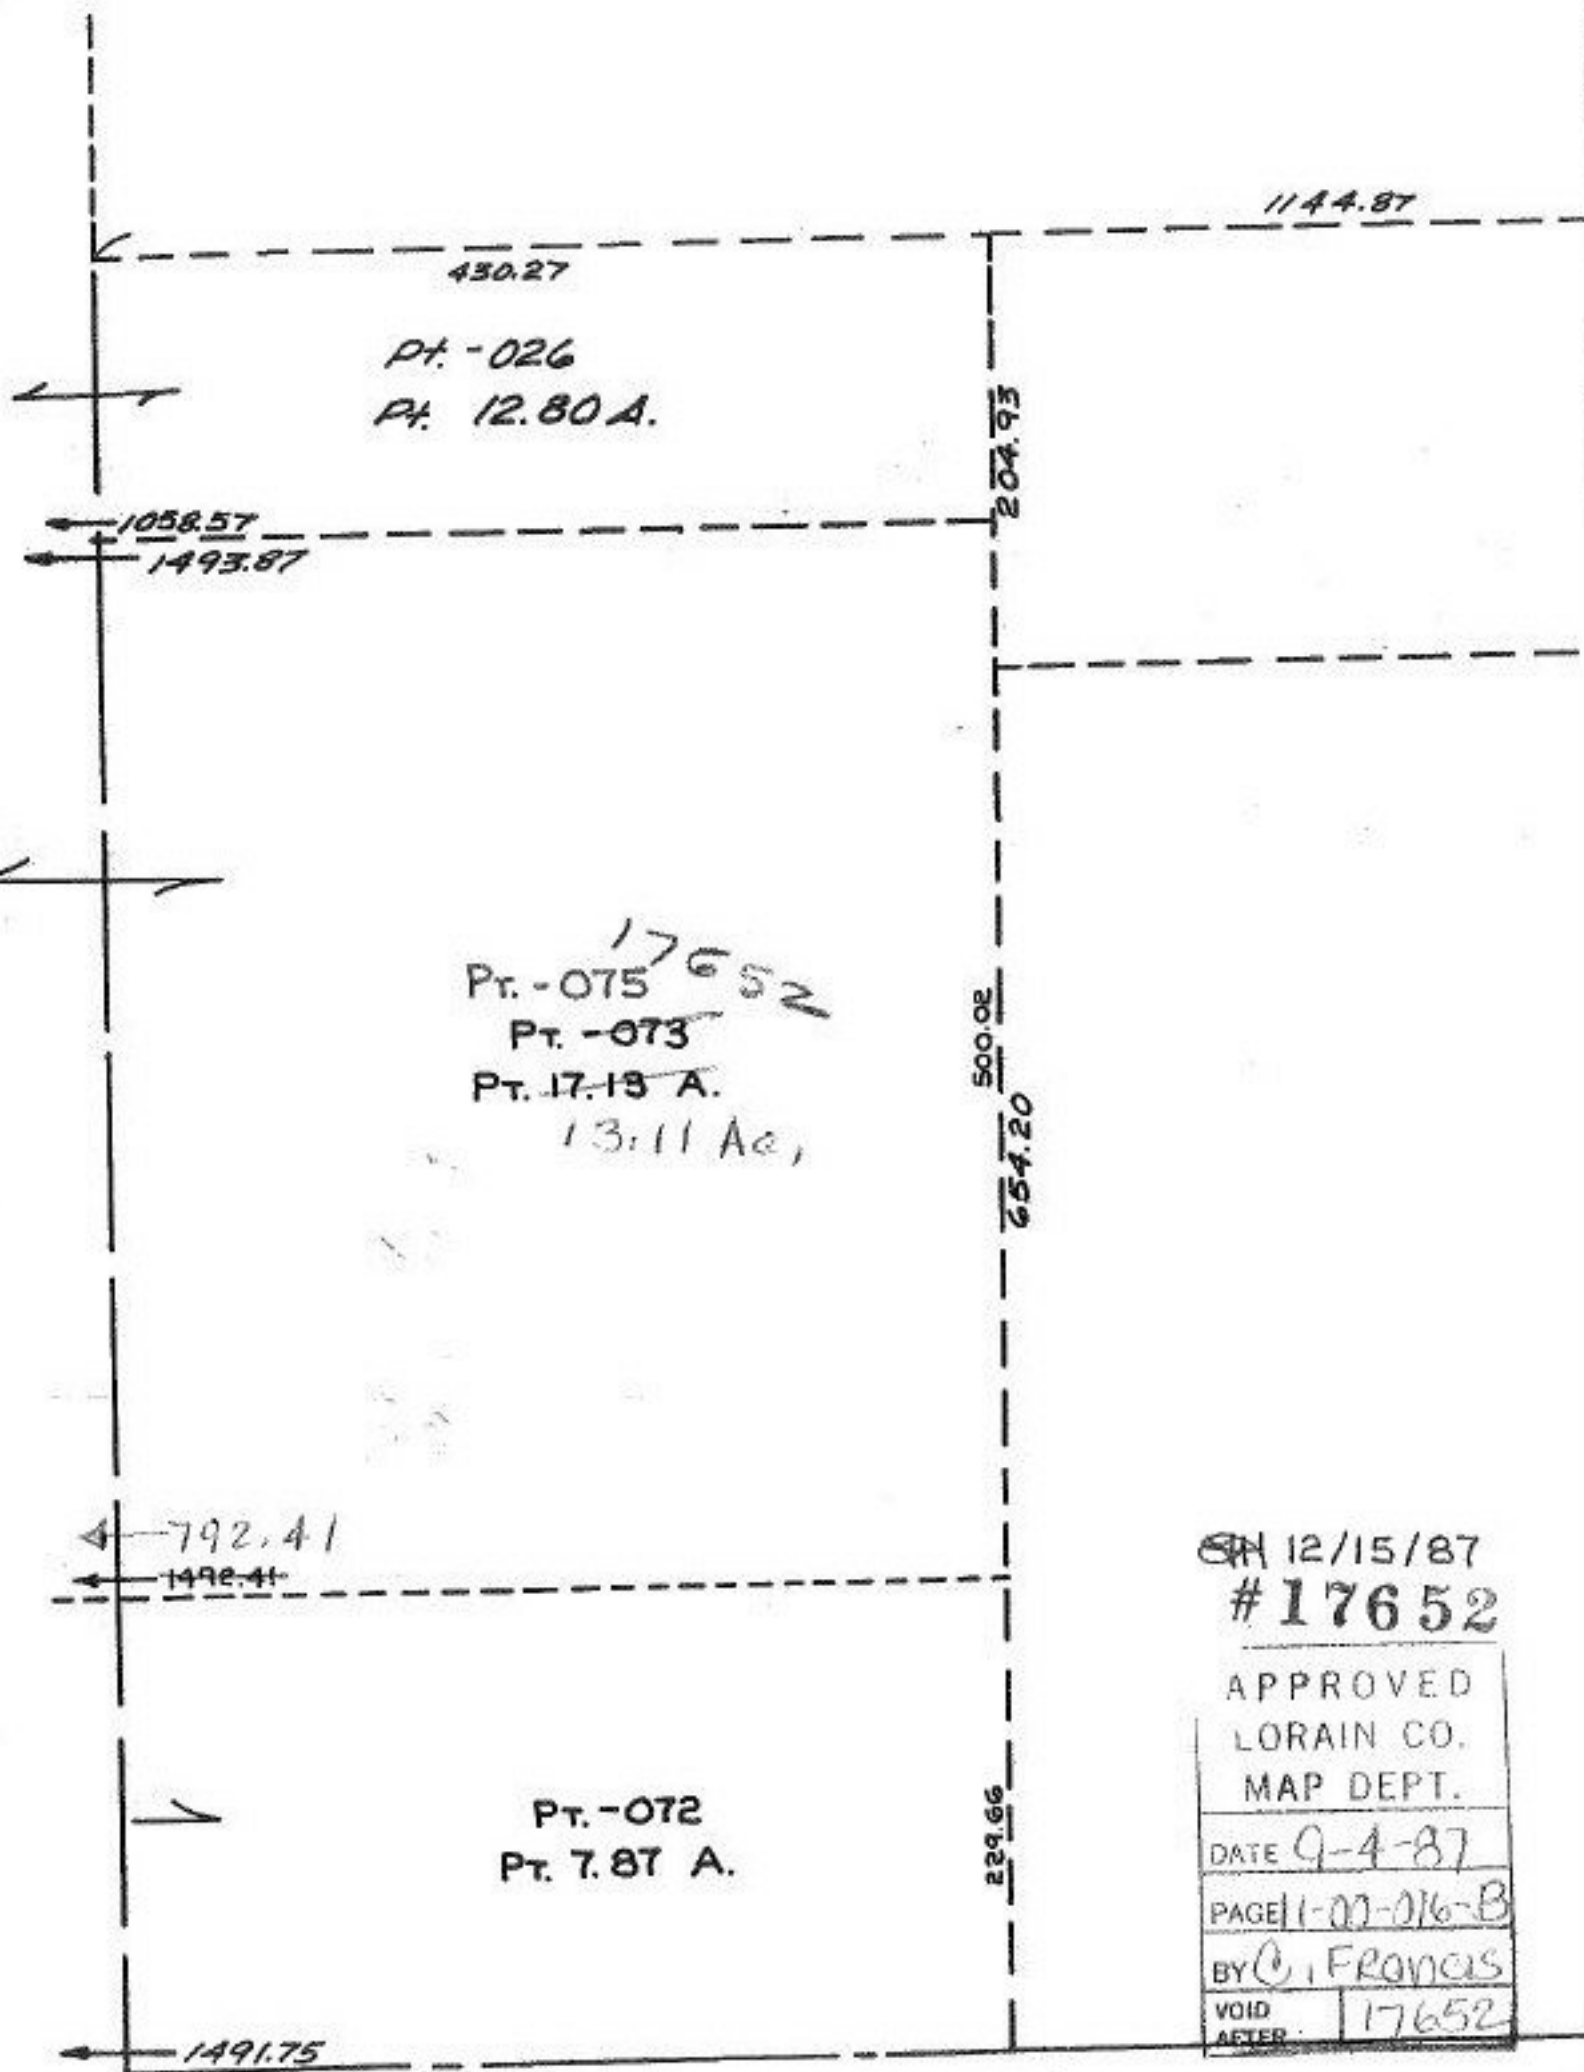 1144.87
430.27
Pt. -026
Pt. 12.80 A.
204.93
1058.57
1493.87
17652
Pt. -075
Pt. -073
Pt. 17.13 A.
13.11 Ac.
500.02
654.20
792.41
1492.41
12/15/87
#17652
APPROVED
LORAIN CO.
MAP DEPT.
DATE 9-4-87
PAGE 11-00-016-B
BY C. FRANCIS
VOID AFTER 17652
Pt. -072
Pt. 7.87 A.
229.66
1491.75